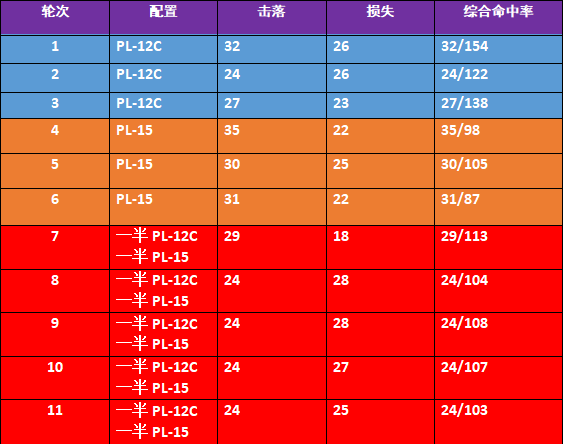 轮次 配置 击落 损失 综合命中率
1 PL-12C 32 26 32/154
2 PL-12C 24 26 24/122
3 PL-12C 27 23 27/138
4 PL-15 35 22 35/98
5 PL-15 30 25 30/105
6 PL-15 31 22 31/87
7 一半 PL-12C 29 18 29/113
一半 PL-15
8 一半 PL-12C 24 28 24/104
一半 PL-15
9 一半 PL-12C 24 28 24/108
一半 PL-15
10 一半 PL-12C 24 27 24/107
一半 PL-15
11 一半 PL-12C 24 25 24/103
一半 PL-15